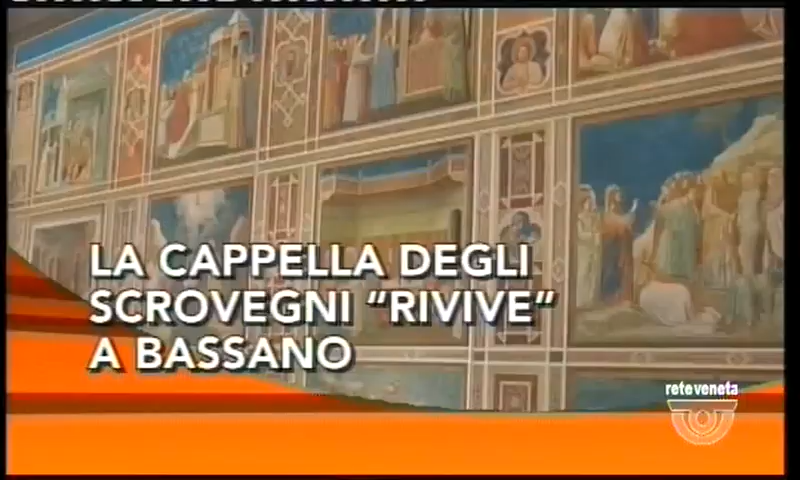 LA CAPPELLA DEGLI
SCROVEGNI "RIVIVE"
A BASSANO
reteveneta